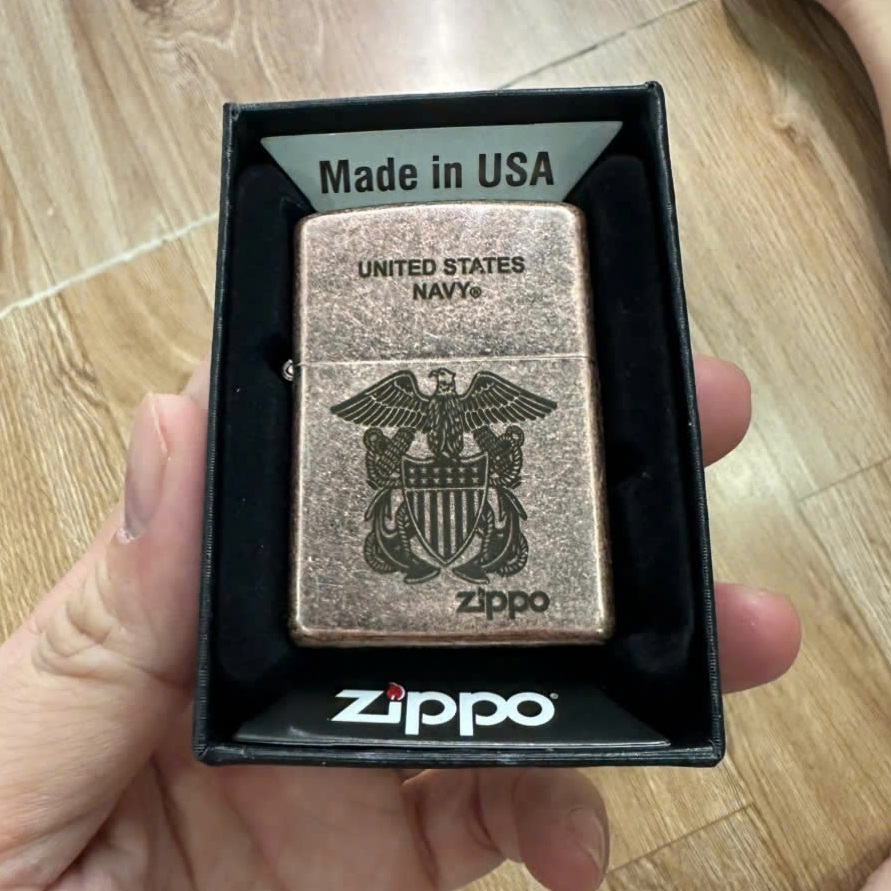 Made in USA
UNITED STATES
NAVY®
zippo
zippo®